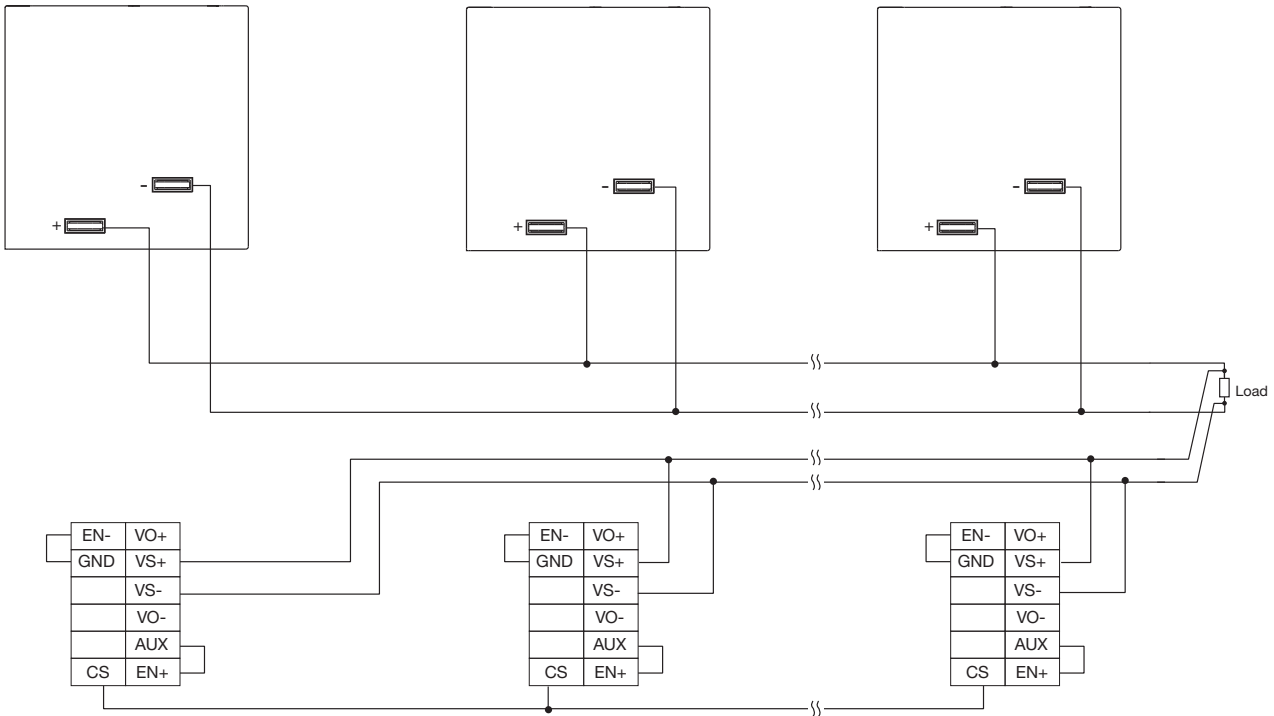 - - -
+ + +
Load
EN- VO+ EN- VO+ EN- VO+
GND VS+ GND VS+ GND VS+
VS- VS- VS-
VO- VO- VO-
AUX AUX AUX
CS EN+ CS EN+ CS EN+